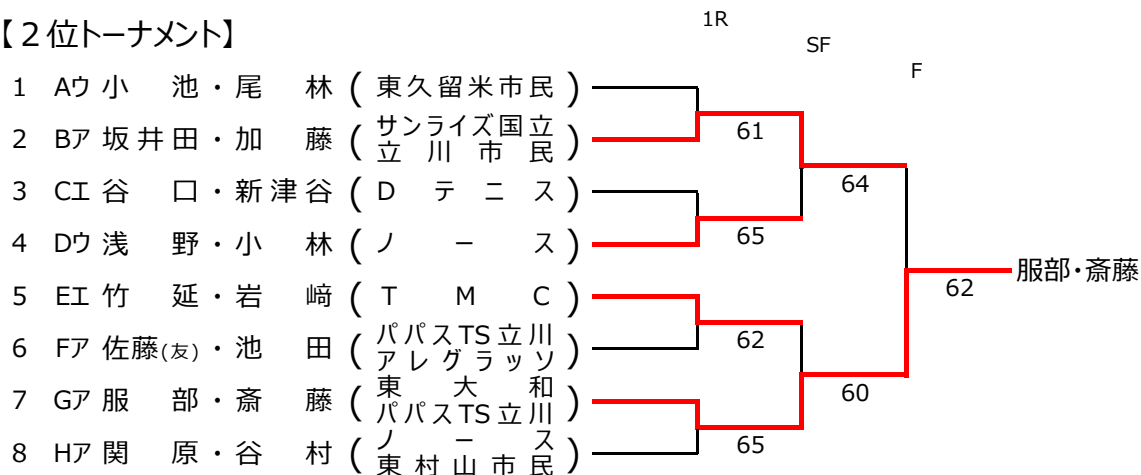 1R
【２位トーナメント】
SF
F
1 Aウ 小 池・尾 林 ( 東久留米市民 )
2 Bア 坂井田・加 藤 ( サンライズ国立 立川市民 )
61
3 CI 谷 口・新津谷 ( Dテニス )
64
4 Dウ 浅 野・小 林 ( ノース )
65
服部・斎藤
62
5 EI 竹 延・岩 﨑 ( TMC )
6 Fア 佐藤(友)・池 田 ( パパスTS立川 アレグラッソ )
62
7 Gア 服 部・斎 藤 ( 東大和 パパスTS立川 )
60
8 Hア 関 原・谷 村 ( ノース 東村山市民 )
65